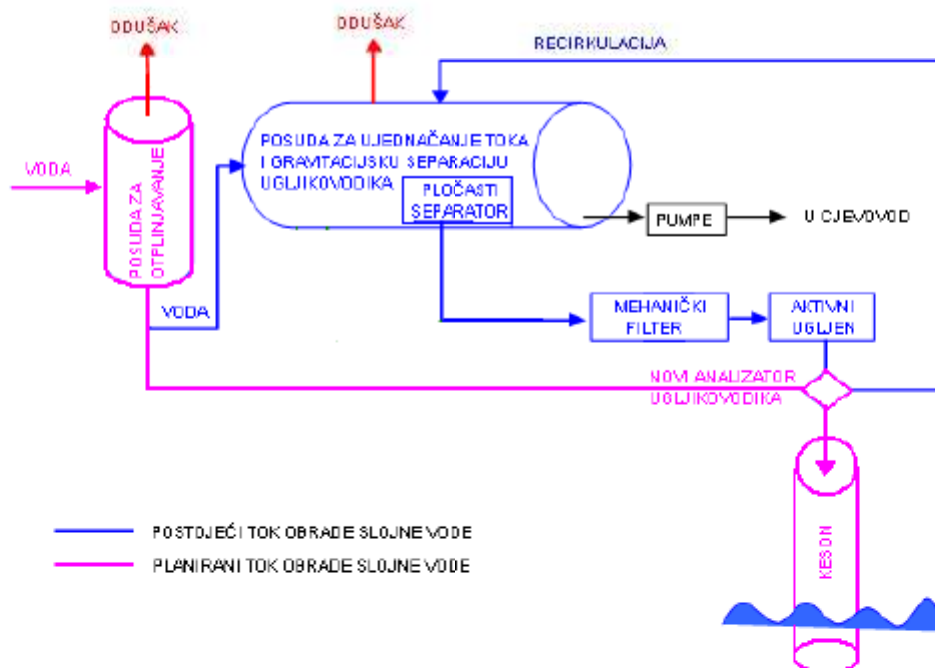 ODUŠAK
ODUŠAK
RECIRKULACIJA
VODA
POSUDA ZA
OTPLINJAVANJE
POSUDA ZA UJEDNAČANJE TOKA
I GRAVITACIJSKU SEPARACIJU
UGLJIKOVODIKA
PLOČASTI
SEPARATOR
PUMPE
U CJEVOVOD
VODA
MEHANIČKI
FILTER
AKTIVNI
UGLJEN
NOVI ANALIZATOR
UGLJIKOVODIKA
KESON
POSTOJEĆI TOK OBRADE SLOJNE VODE
PLANIRANI TOK OBRADE SLOJNE VODE